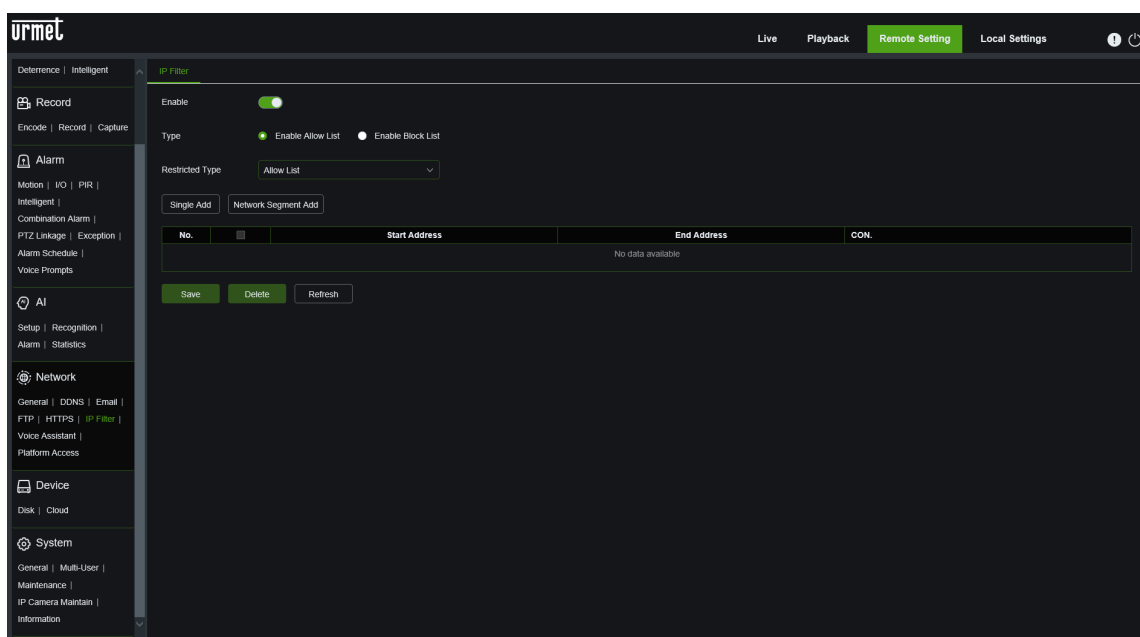 urmet
Live Playback Remote Setting Local Settings
Deterrence | Intelligent
Record
Encode | Record | Capture
Alarm
Motion | I/O | PIR |
Intelligent |
Combination Alarm |
PTZ Linkage | Exception |
Alarm Schedule |
Voice Prompts
AI
Setup | Recognition |
Alarm | Statistics
Network
General | DDNS | Email |
FTP | HTTPS | IP Filter |
Voice Assistant |
Platform Access
Device
Disk | Cloud
System
General | Multi-User |
Maintenance |
IP Camera Maintain |
Information
IP Filter
Enable
Type Enable Allow List Enable Block List
Restricted Type Allow List
Single Add Network Segment Add
No. Start Address End Address CON.
No data available
Save Delete Refresh